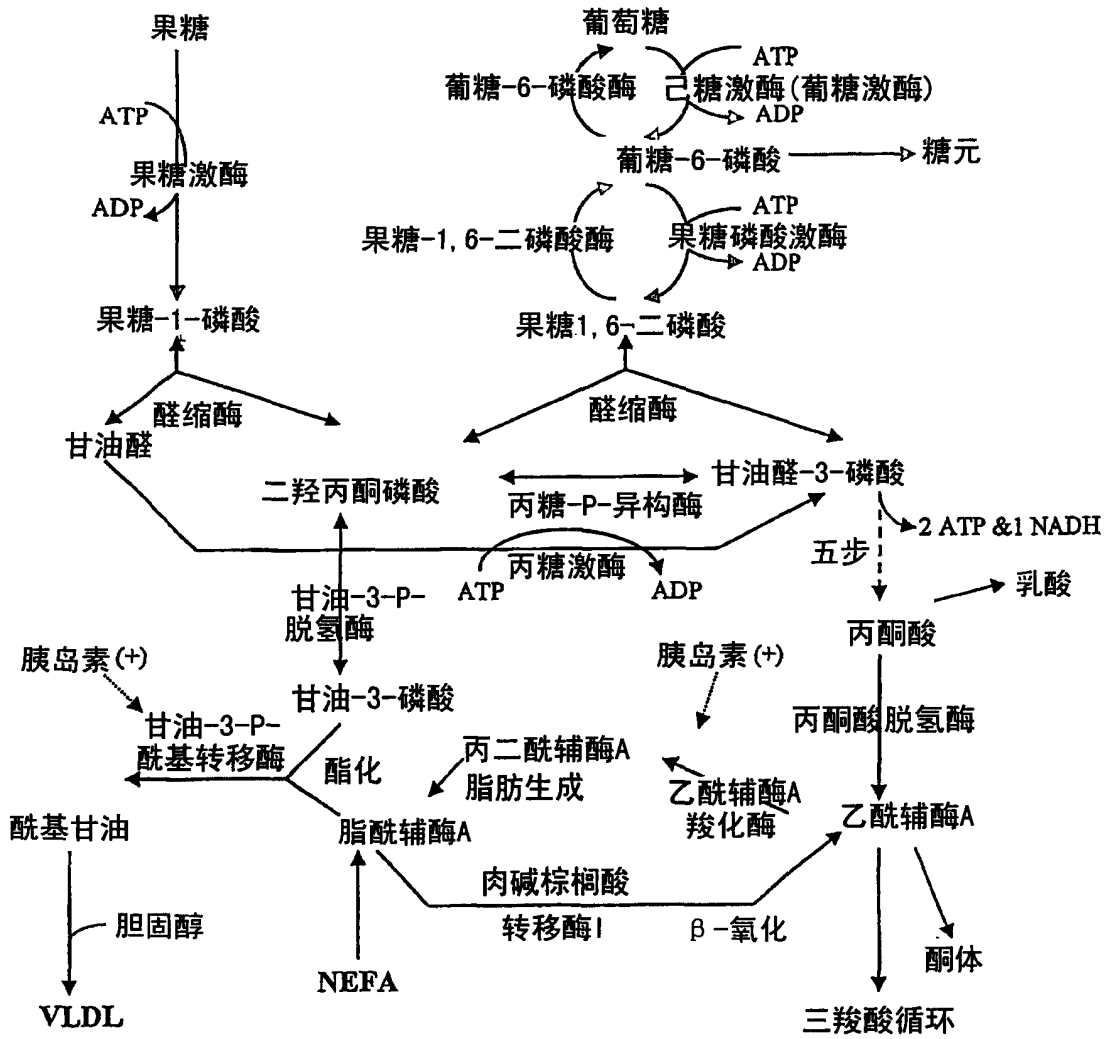 果糖
葡萄糖
ATP
葡糖-6-磷酸酶
己糖激酶(葡糖激酶)
ADP
ATP
果糖激酶
ADP
葡糖-6-磷酸
糖元
ATP
果糖-1,6-二磷酸酶
果糖磷酸激酶
ADP
果糖-1-磷酸
果糖1,6-二磷酸
醛缩酶
醛缩酶
甘油醛
二羟丙酮磷酸
甘油醛-3-磷酸
丙糖-P-异构酶
2 ATP &1 NADH
五步
丙糖激酶
ATP
ADP
乳酸
甘油-3-P-
脱氢酶
丙酮酸
胰岛素(+)
胰岛素(+)
甘油-3-磷酸
甘油-3-P-
酰基转移酶
丙酮酸脱氢酶
酯化
丙二酰辅酶A
脂肪生成
乙酰辅酶A
羧化酶
酰基甘油
脂酰辅酶A
乙酰辅酶A
肉碱棕榈酸
转移酶I
β-氧化
胆固醇
酮体
NEFA
VLDL
三羧酸循环